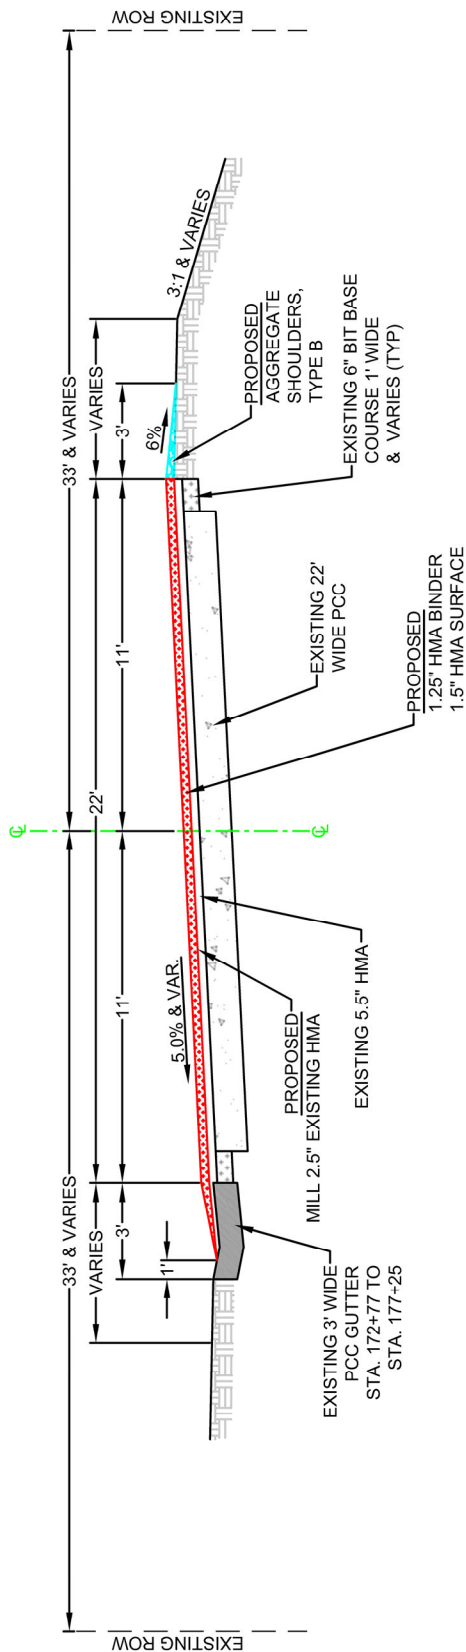 EXISTING ROW
EXISTING ROW
33' & VARIES
33' & VARIES
VARIES
22'
VARIES
3'
11'
11'
3'
1"
5.0% & VAR.
6%
3:1 & VARIES
℄
℄
EXISTING 3' WIDE
PCC GUTTER
STA. 172+77 TO
STA. 177+25
PROPOSED
MILL 2.5" EXISTING HMA
EXISTING 5.5" HMA
PROPOSED
1.25" HMA BINDER
1.5" HMA SURFACE
EXISTING 22'
WIDE PCC
PROPOSED
AGGREGATE
SHOULDERS,
TYPE B
EXISTING 6" BIT BASE
COURSE 1' WIDE
& VARIES (TYP)